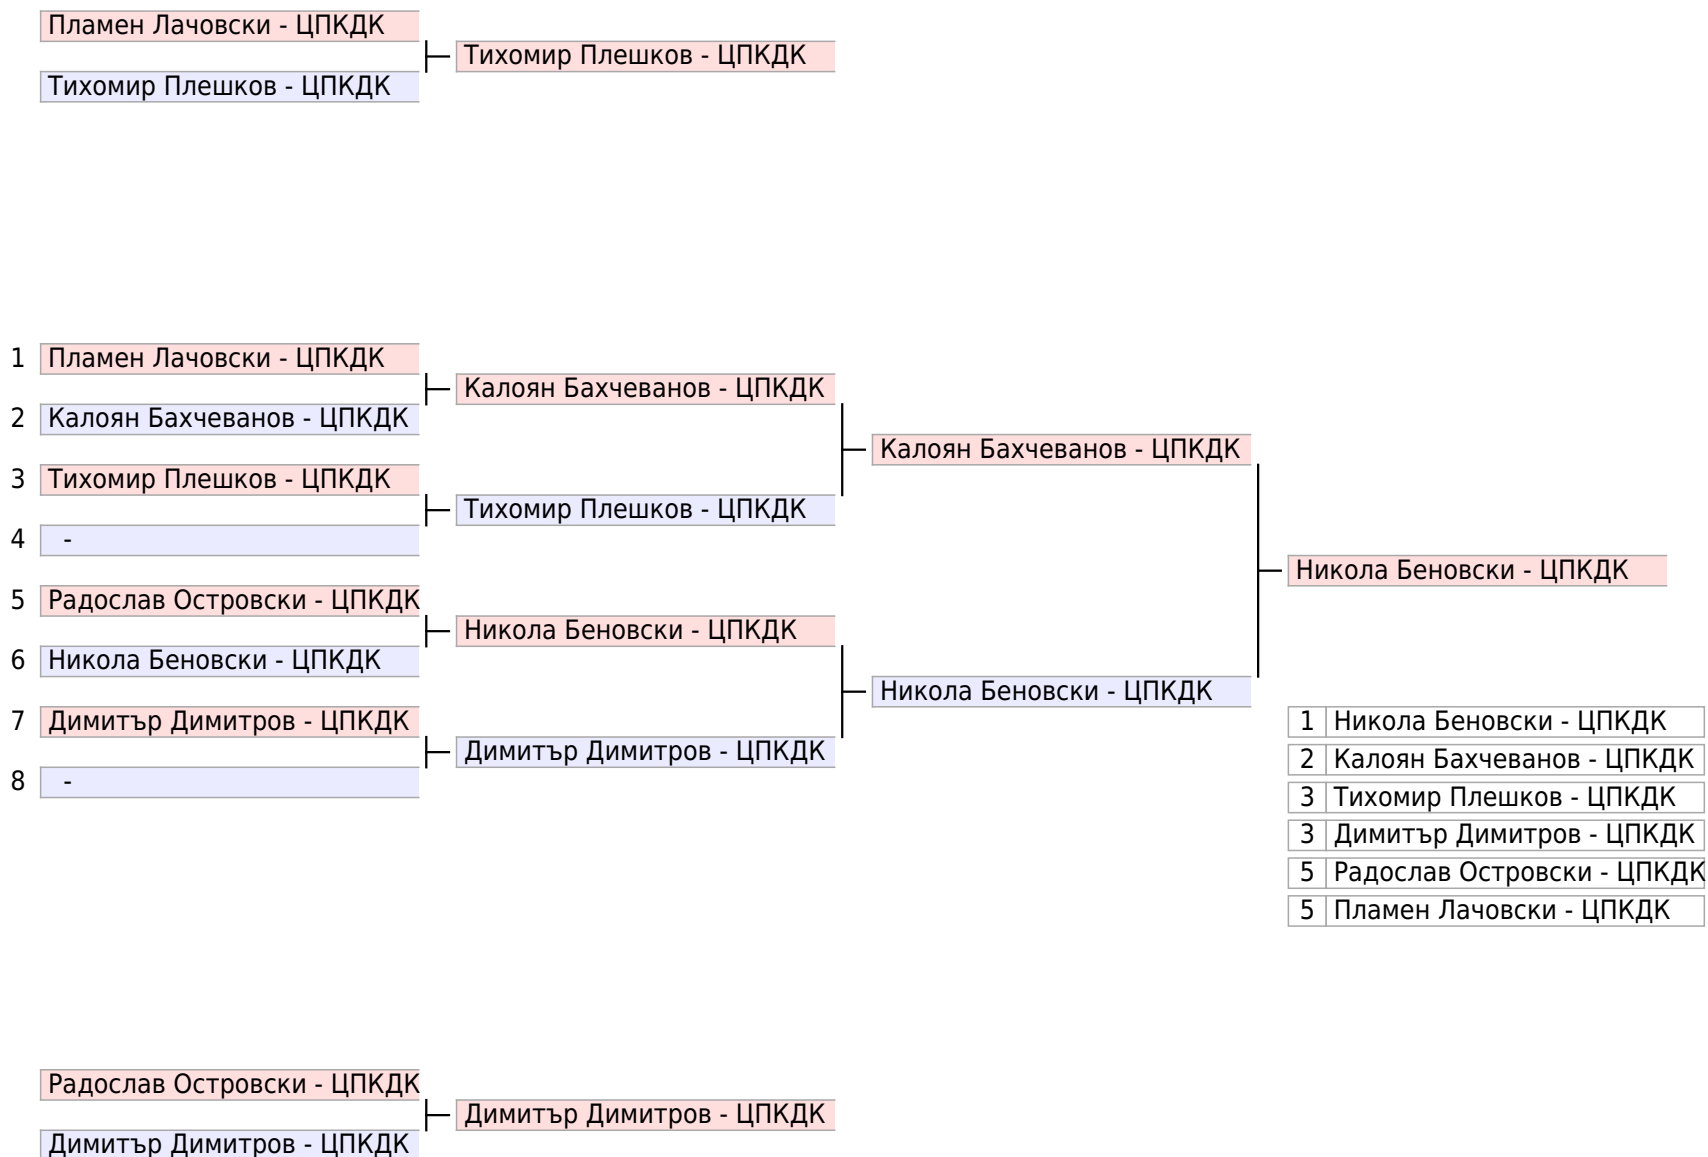 Пламен Лачовски - ЦПКДК
Тихомир Плешков - ЦПКДК
Тихомир Плешков - ЦПКДК
1 Пламен Лачовски - ЦПКДК
Калоян Бахчеванов - ЦПКДК
2 Калоян Бахчеванов - ЦПКДК
Калоян Бахчеванов - ЦПКДК
3 Тихомир Плешков - ЦПКДК
Тихомир Плешков - ЦПКДК
4 -
Никола Беновски - ЦПКДК
5 Радослав Островски - ЦПКДК
Никола Беновски - ЦПКДК
6 Никола Беновски - ЦПКДК
Никола Беновски - ЦПКДК
7 Димитър Димитров - ЦПКДК
Димитър Димитров - ЦПКДК
8 -
1 Никола Беновски - ЦПКДК
2 Калоян Бахчеванов - ЦПКДК
3 Тихомир Плешков - ЦПКДК
3 Димитър Димитров - ЦПКДК
5 Радослав Островски - ЦПКДК
5 Пламен Лачовски - ЦПКДК
Радослав Островски - ЦПКДК
Димитър Димитров - ЦПКДК
Димитър Димитров - ЦПКДК